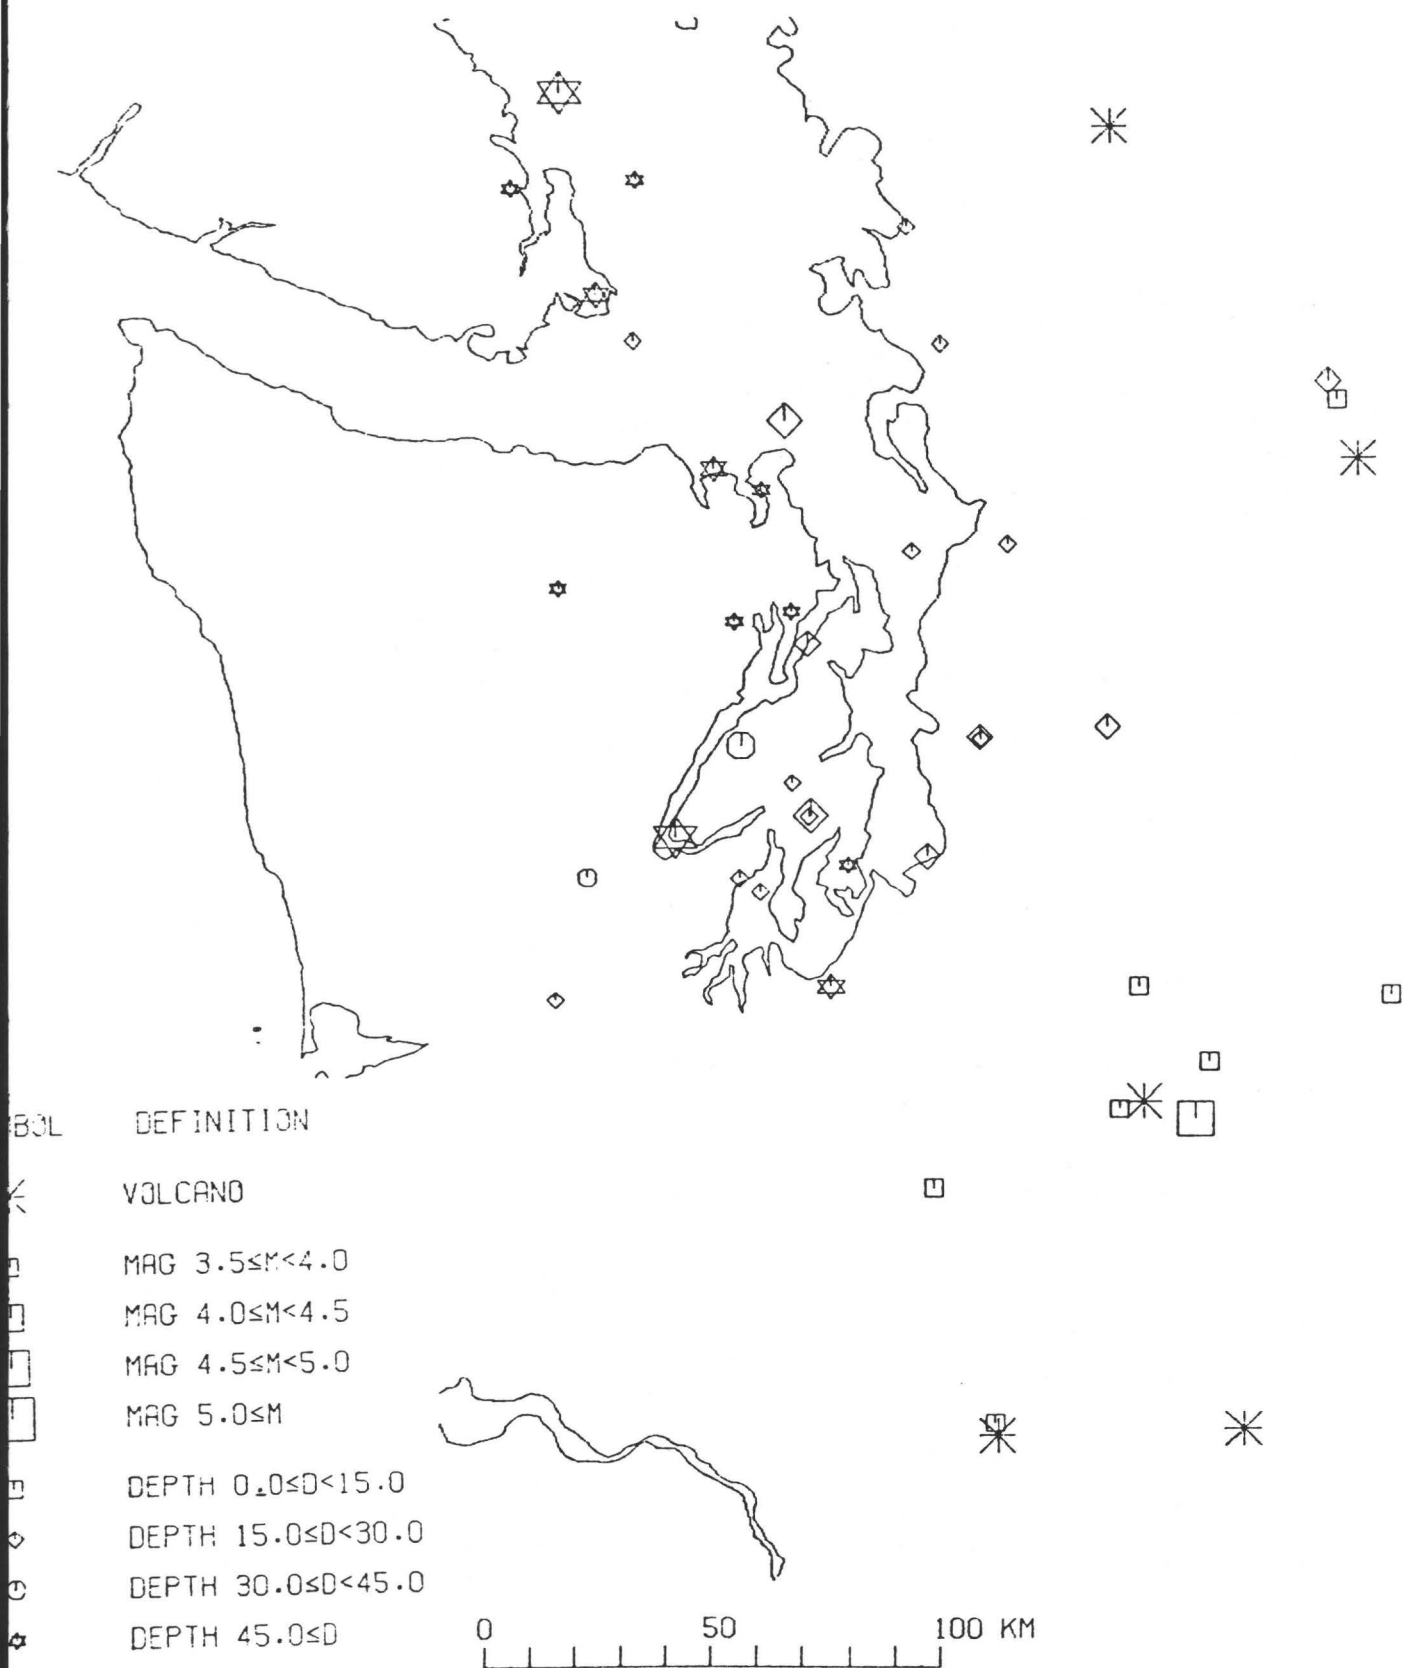 BOL DEFINITION
VOLCANO
MAG 3.5≤M<4.0
MAG 4.0≤M<4.5
MAG 4.5≤M<5.0
MAG 5.0≤M
DEPTH 0.0≤D<15.0
DEPTH 15.0≤D<30.0
DEPTH 30.0≤D<45.0
DEPTH 45.0≤D
0 50 100 KM